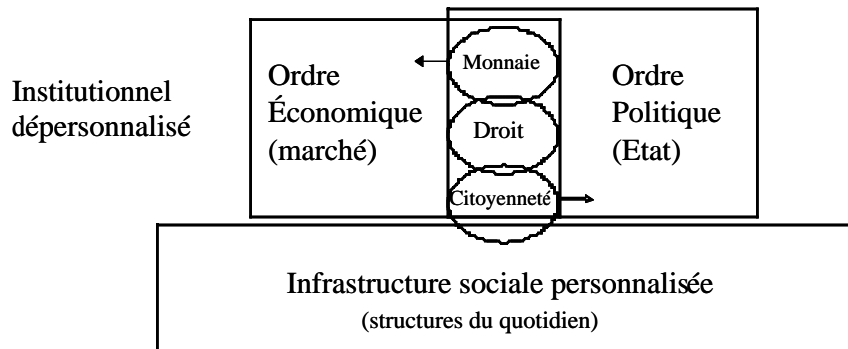 Institutionnel
dépersonnalisé
Ordre
Économique
(marché)
Monnaie
Droit
Citoyenneté
Ordre
Politique
(Etat)
Infrastructure sociale personnalisée
(structures du quotidien)